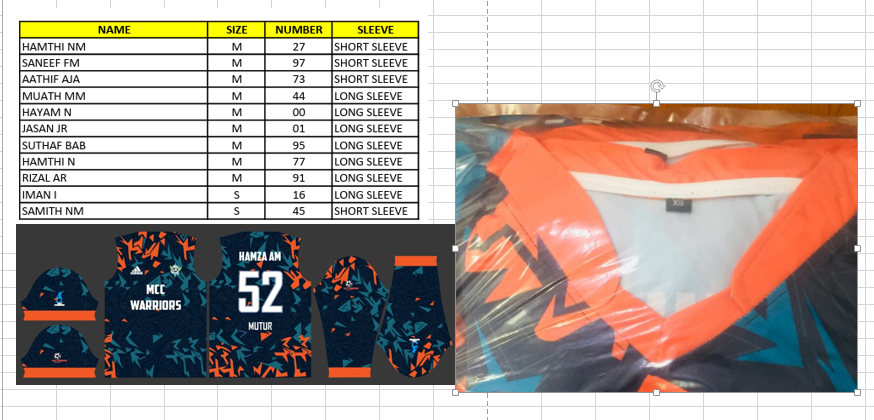 NAME SIZE NUMBER SLEEVE
HAMTHI NM M 27 SHORT SLEEVE
SANEEF FM M 97 SHORT SLEEVE
AATHIF AJA M 73 SHORT SLEEVE
MUATH MM M 44 LONG SLEEVE
HAYAM N M 00 LONG SLEEVE
JASAN JR M 01 LONG SLEEVE
SUTHAF BAB M 95 LONG SLEEVE
HAMTHI N M 77 LONG SLEEVE
RIZAL AR M 91 LONG SLEEVE
IMAN I S 16 LONG SLEEVE
SAMITH NM S 45 SHORT SLEEVE
MCC
WARRIORS
HAMZA AM
52
MUTUR
XS